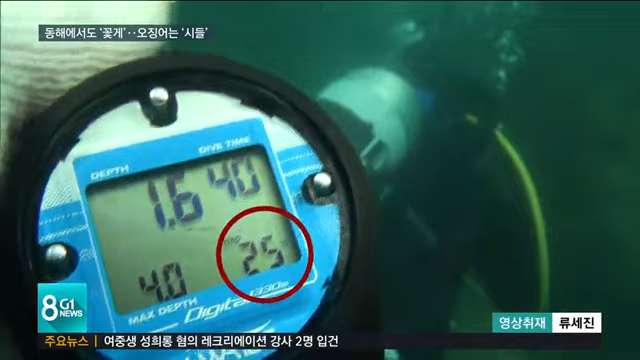 동해에서도 '꽃게'‥오징어는 '시들'
DEPTH
DIVE TIME
1.6
40
TEMP
4.0
25
MAX DEPTH
Digital 330m
8 G1 NEWS
영상취재 류세진
주요뉴스 여중생 성희롱 혐의 레크리에이션 강사 2명 입건